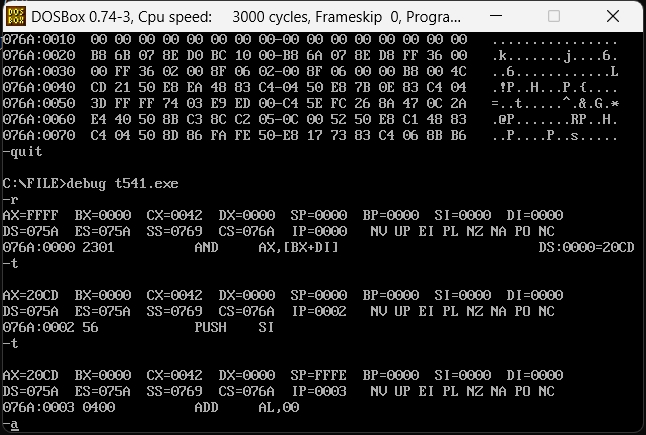 DOS BOX DOSBox 0.74-3, Cpu speed: 3000 cycles, Frameskip 0, Progra...
076A:0010 00 00 00 00 00 00 00 00-00 00 00 00 00 00 00 00 ................
076A:0020 B8 6B 07 8E D0 BC 10 00-B8 6A 07 8E D8 FF 36 00 .k.......j....6.
076A:0030 00 FF 36 02 00 8F 06 02-00 8F 06 00 00 B8 00 4C ..6............L
076A:0040 CD 21 50 E8 EA 48 83 C4-04 50 E8 7B 0E 83 C4 04 .!P..H...P.{....
076A:0050 3D FF FF 74 03 E9 ED 00-C4 5E FC 26 8A 47 0C 2A =..t.....^.&.G.*
076A:0060 E4 40 50 8B C3 8C C2 05-0C 00 52 50 E8 C1 48 83 .@P.......RP..H.
076A:0070 C4 04 50 8D 86 FA FE 50-E8 17 73 83 C4 06 8B B6 ..P....P..s.....
-quit
C:\FILE>debug t541.exe
-r
AX=FFFF BX=0000 CX=0042 DX=0000 SP=0000 BP=0000 SI=0000 DI=0000
DS=075A ES=075A SS=0769 CS=076A IP=0000 NV UP EI PL NZ NA PO NC
076A:0000 2301 AND AX,[BX+DI] DS:0000=20CD
-t
AX=20CD BX=0000 CX=0042 DX=0000 SP=0000 BP=0000 SI=0000 DI=0000
DS=075A ES=075A SS=0769 CS=076A IP=0002 NV UP EI PL NZ NA PO NC
076A:0002 56 PUSH SI
-t
AX=20CD BX=0000 CX=0042 DX=0000 SP=FFFE BP=0000 SI=0000 DI=0000
DS=075A ES=075A SS=0769 CS=076A IP=0003 NV UP EI PL NZ NA PO NC
076A:0003 0400 ADD AL,00
-a